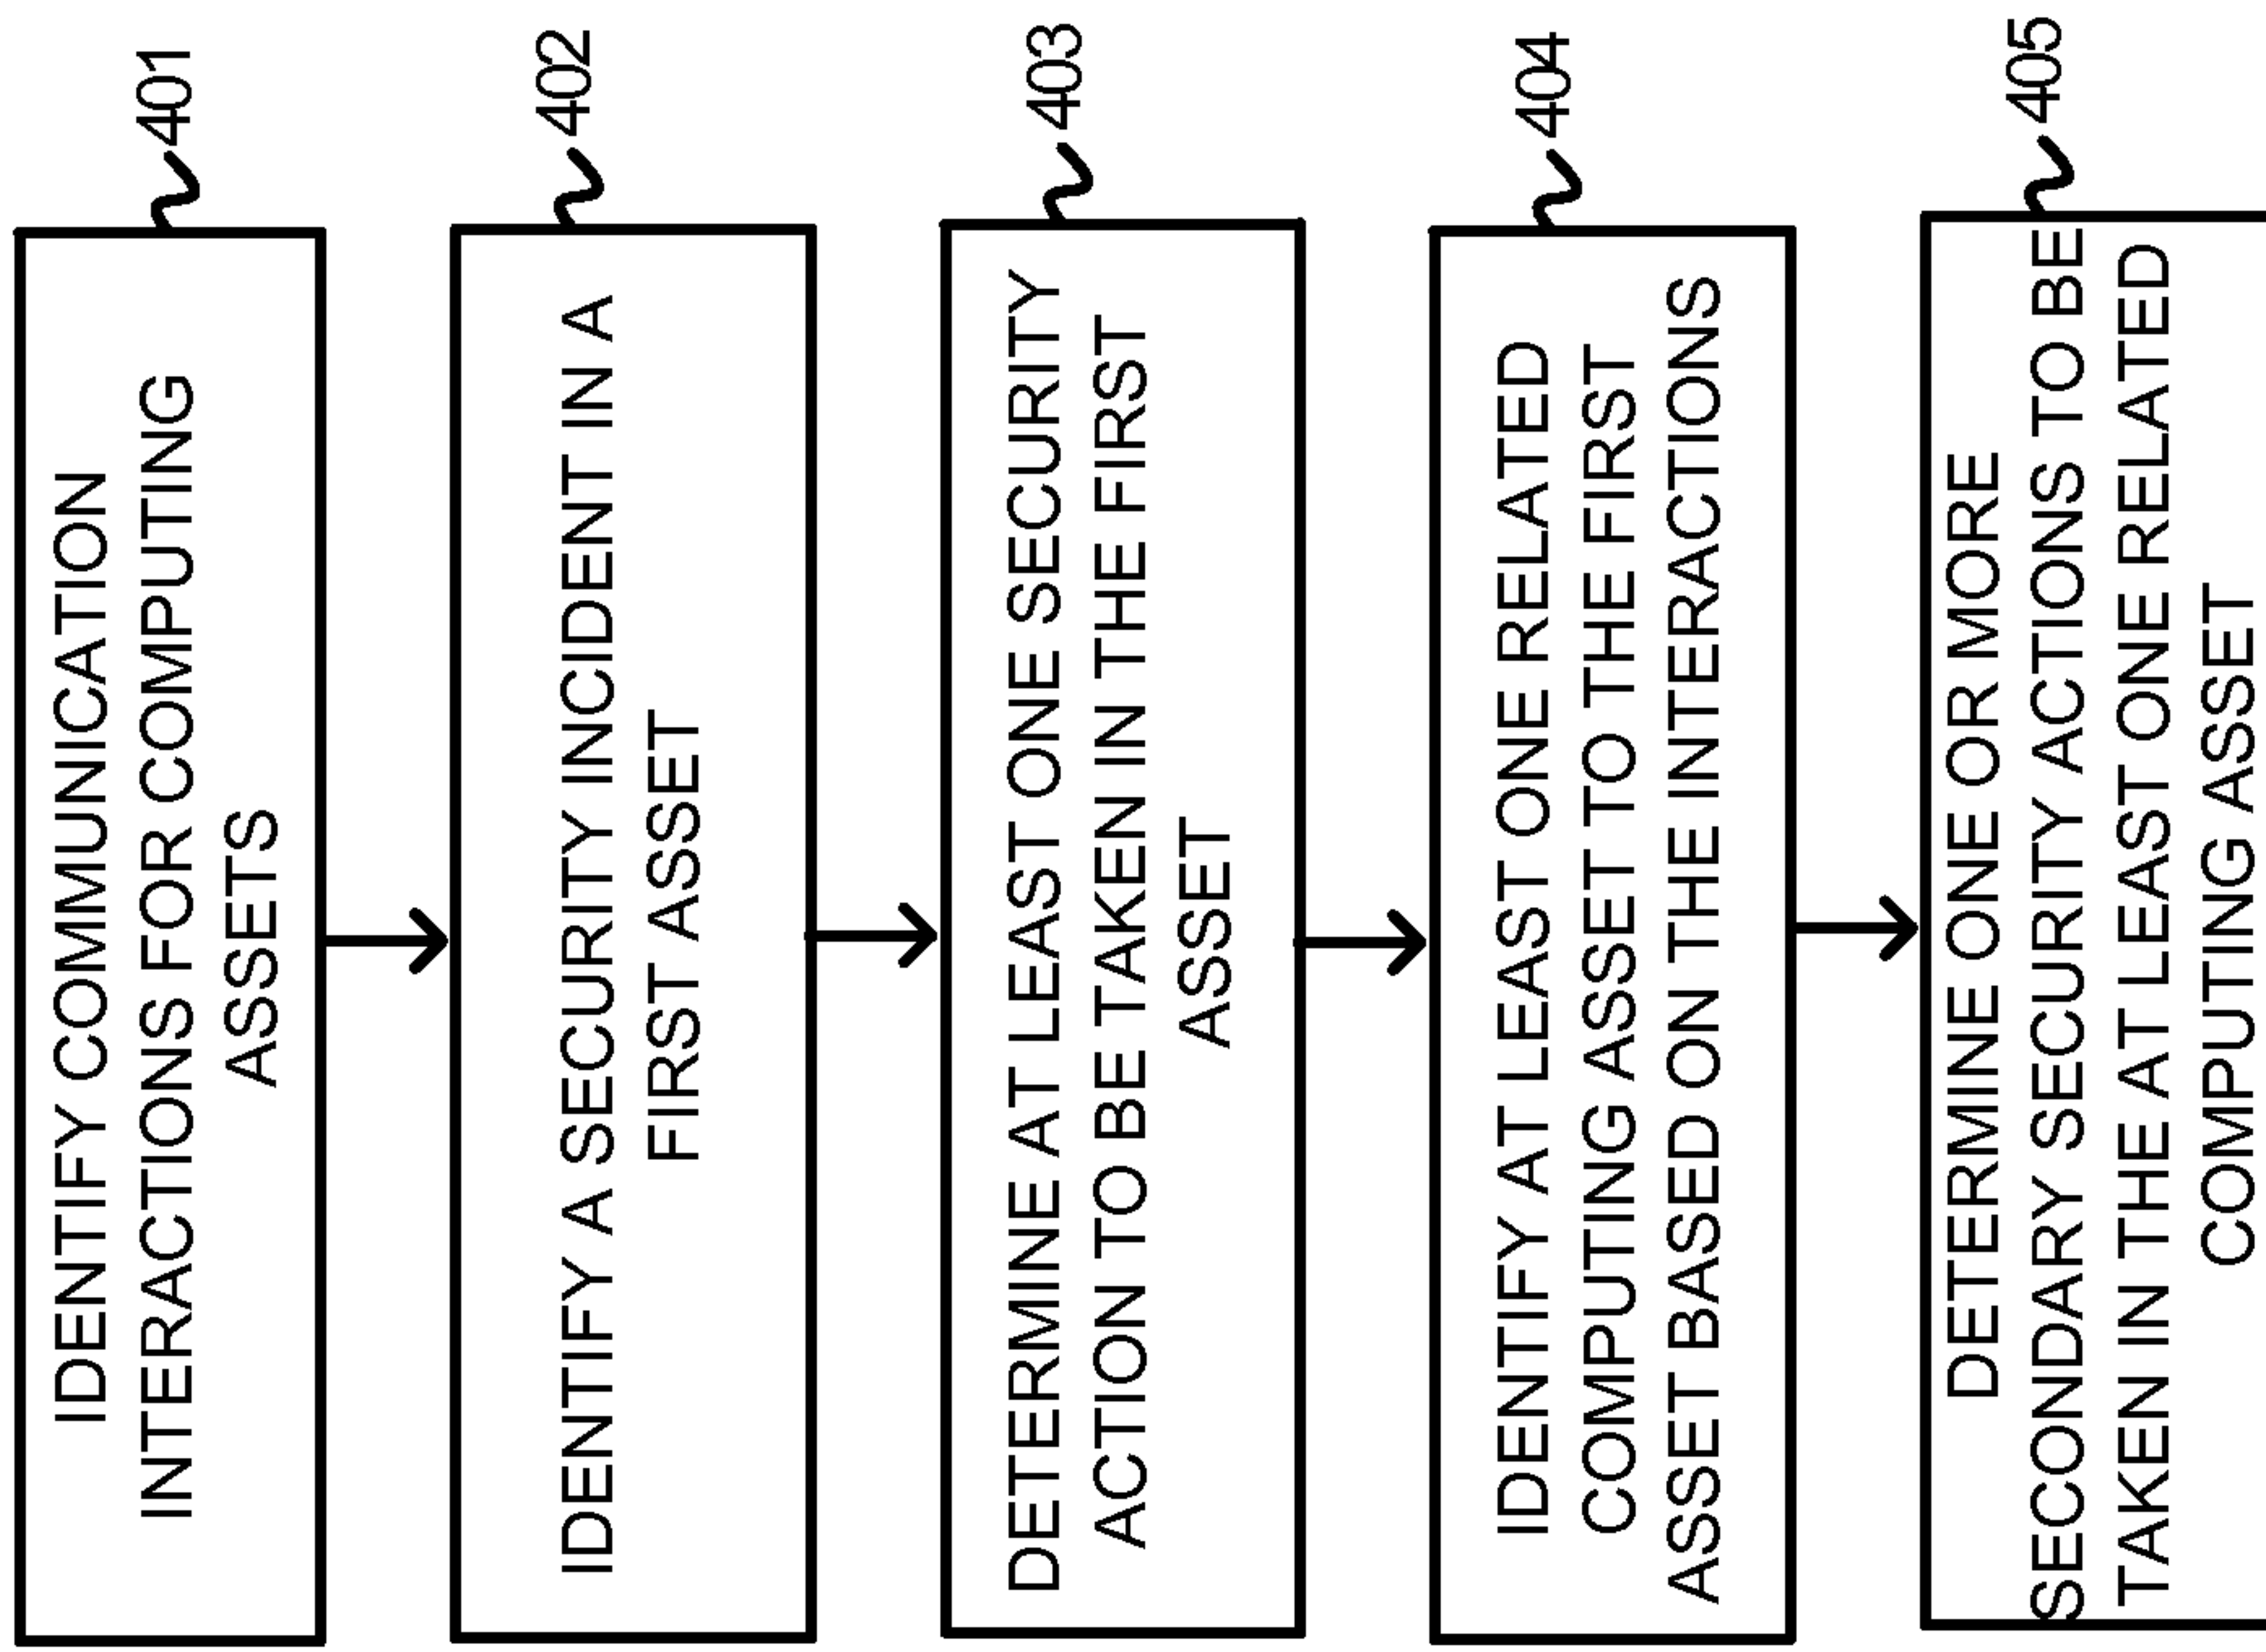 IDENTIFY COMMUNICATION
INTERACTIONS FOR COMPUTING
ASSETS
401
IDENTIFY A SECURITY INCIDENT IN A
FIRST ASSET
402
DETERMINE AT LEAST ONE SECURITY
ACTION TO BE TAKEN IN THE FIRST
ASSET
403
IDENTIFY AT LEAST ONE RELATED
COMPUTING ASSET TO THE FIRST
ASSET BASED ON THE INTERACTIONS
404
DETERMINE ONE OR MORE
SECONDARY SECURITY ACTIONS TO BE
TAKEN IN THE AT LEAST ONE RELATED
COMPUTING ASSET
405